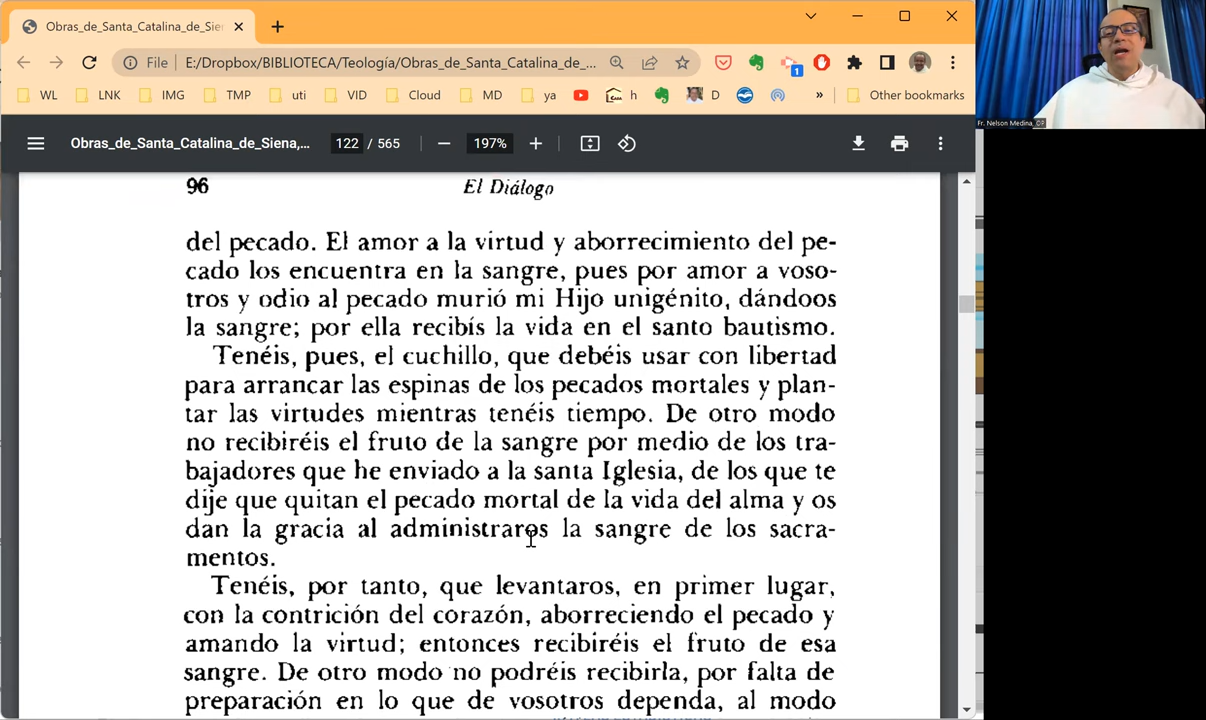 Obras_de_Santa_Catalina_de_Sie
File E:/Dropbox/BIBLIOTECA/Teología/Obras_de_Santa_Catalina_de_...
1
WL LNK IMG TMP uti VID Cloud MD ya h D » Other bookmarks
Obras_de_Santa_Catalina_de_Siena,... 122 / 565 197%
Fr. Nelson Medina, OP
96 El Diálogo
del pecado. El amor a la virtud y aborrecimiento del pe-
cado los encuentra en la sangre, pues por amor a voso-
tros y odio al pecado murió mi Hijo unigénito, dándoos
la sangre; por ella recibís la vida en el santo bautismo.
Tenéis, pues, el cuchillo, que debéis usar con libertad
para arrancar las espinas de los pecados mortales y plan-
tar las virtudes mientras tenéis tiempo. De otro modo
no recibiréis el fruto de la sangre por medio de los tra-
bajadores que he enviado a la santa Iglesia, de los que te
dije que quitan el pecado mortal de la vida del alma y os
dan la gracia al administraros la sangre de los sacra-
mentos.
Tenéis, por tanto, que levantaros, en primer lugar,
con la contrición del corazón, aborreciendo el pecado y
amando la virtud; entonces recibiréis el fruto de esa
sangre. De otro modo no podréis recibirla, por falta de
preparación en lo que de vosotros dependa, al modo